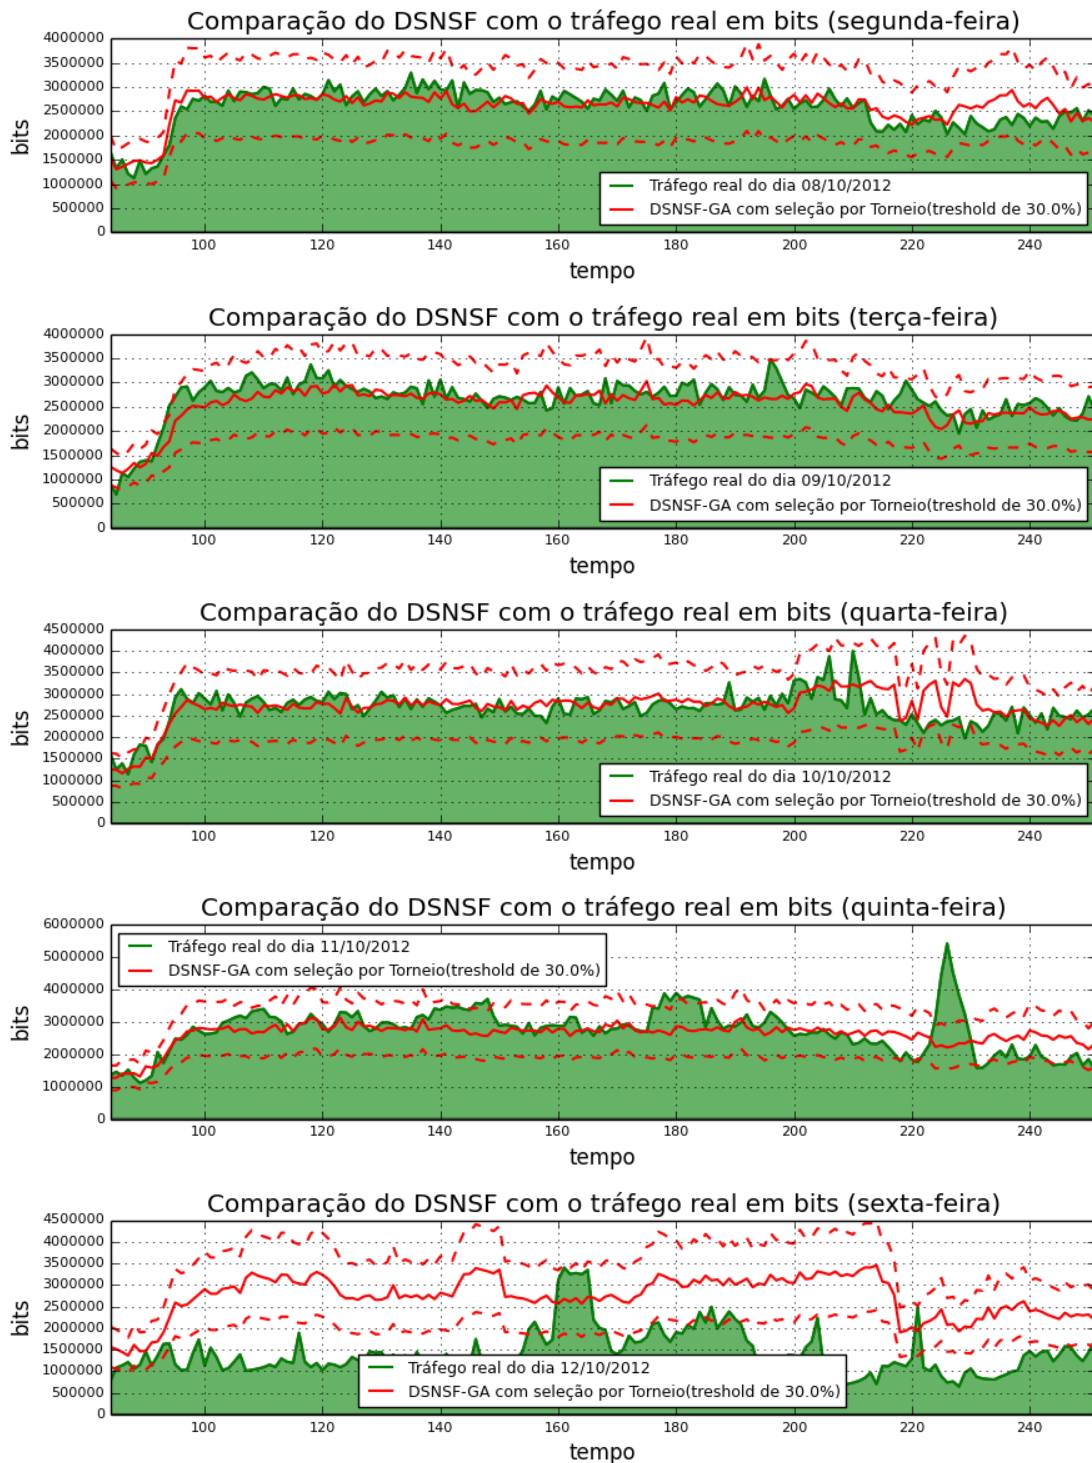 Comparação do DSNSF com o tráfego real em bits (segunda-feira)
4000000
3500000
3000000
2500000
2000000
1500000
1000000
500000
0
bits
Tráfego real do dia 08/10/2012
DSNSF-GA com seleção por Torneio(treshold de 30.0%)
100 120 140 160 180 200 220 240
tempo
Comparação do DSNSF com o tráfego real em bits (terça-feira)
4000000
3500000
3000000
2500000
2000000
1500000
1000000
500000
0
bits
Tráfego real do dia 09/10/2012
DSNSF-GA com seleção por Torneio(treshold de 30.0%)
100 120 140 160 180 200 220 240
tempo
Comparação do DSNSF com o tráfego real em bits (quarta-feira)
4500000
4000000
3500000
3000000
2500000
2000000
1500000
1000000
500000
0
bits
Tráfego real do dia 10/10/2012
DSNSF-GA com seleção por Torneio(treshold de 30.0%)
100 120 140 160 180 200 220 240
tempo
Comparação do DSNSF com o tráfego real em bits (quinta-feira)
6000000
5000000
4000000
3000000
2000000
1000000
0
bits
Tráfego real do dia 11/10/2012
DSNSF-GA com seleção por Torneio(treshold de 30.0%)
100 120 140 160 180 200 220 240
tempo
Comparação do DSNSF com o tráfego real em bits (sexta-feira)
4500000
4000000
3500000
3000000
2500000
2000000
1500000
1000000
500000
0
bits
Tráfego real do dia 12/10/2012
DSNSF-GA com seleção por Torneio(treshold de 30.0%)
100 120 140 160 180 200 220 240
tempo